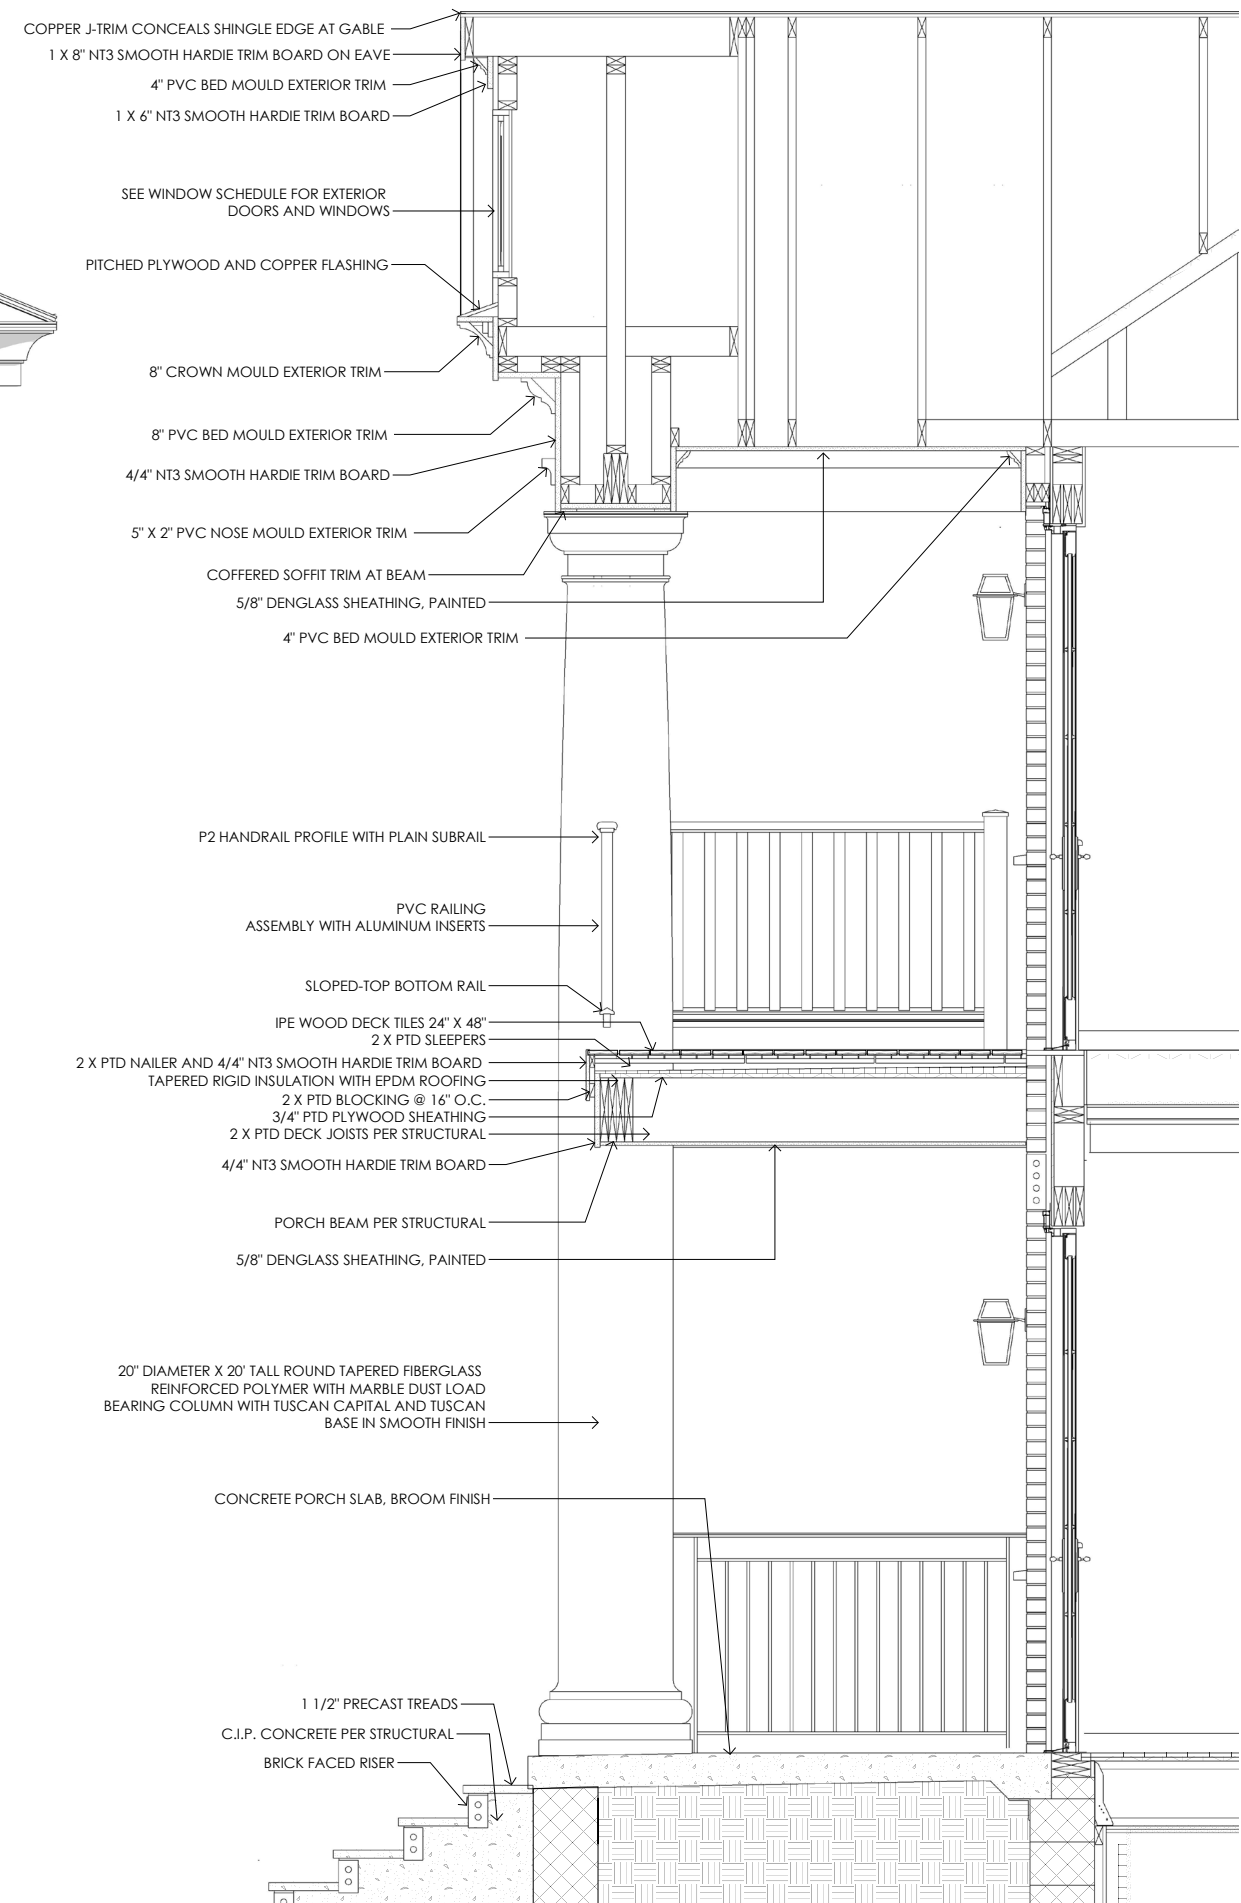 COPPER J-TRIM CONCEALS SHINGLE EDGE AT GABLE
1 X 8" NT3 SMOOTH HARDIE TRIM BOARD ON EAVE
4" PVC BED MOULD EXTERIOR TRIM
1 X 6" NT3 SMOOTH HARDIE TRIM BOARD
SEE WINDOW SCHEDULE FOR EXTERIOR
DOORS AND WINDOWS
PITCHED PLYWOOD AND COPPER FLASHING
8" CROWN MOULD EXTERIOR TRIM
8" PVC BED MOULD EXTERIOR TRIM
4/4" NT3 SMOOTH HARDIE TRIM BOARD
5" X 2" PVC NOSE MOULD EXTERIOR TRIM
COFFERED SOFFIT TRIM AT BEAM
5/8" DENGLASS SHEATHING, PAINTED
4" PVC BED MOULD EXTERIOR TRIM
P2 HANDRAIL PROFILE WITH PLAIN SUBRAIL
PVC RAILING
ASSEMBLY WITH ALUMINUM INSERTS
SLOPED-TOP BOTTOM RAIL
IPE WOOD DECK TILES 24" X 48"
2 X PTD SLEEPERS
2 X PTD NAILER AND 4/4" NT3 SMOOTH HARDIE TRIM BOARD
TAPERED RIGID INSULATION WITH EPDM ROOFING
2 X PTD BLOCKING @ 16" O.C.
3/4" PTD PLYWOOD SHEATHING
2 X PTD DECK JOISTS PER STRUCTURAL
4/4" NT3 SMOOTH HARDIE TRIM BOARD
PORCH BEAM PER STRUCTURAL
5/8" DENGLASS SHEATHING, PAINTED
20" DIAMETER X 20' TALL ROUND TAPERED FIBERGLASS
REINFORCED POLYMER WITH MARBLE DUST LOAD
BEARING COLUMN WITH TUSCAN CAPITAL AND TUSCAN
BASE IN SMOOTH FINISH
CONCRETE PORCH SLAB, BROOM FINISH
1 1/2" PRECAST TREADS
C.I.P. CONCRETE PER STRUCTURAL
BRICK FACED RISER